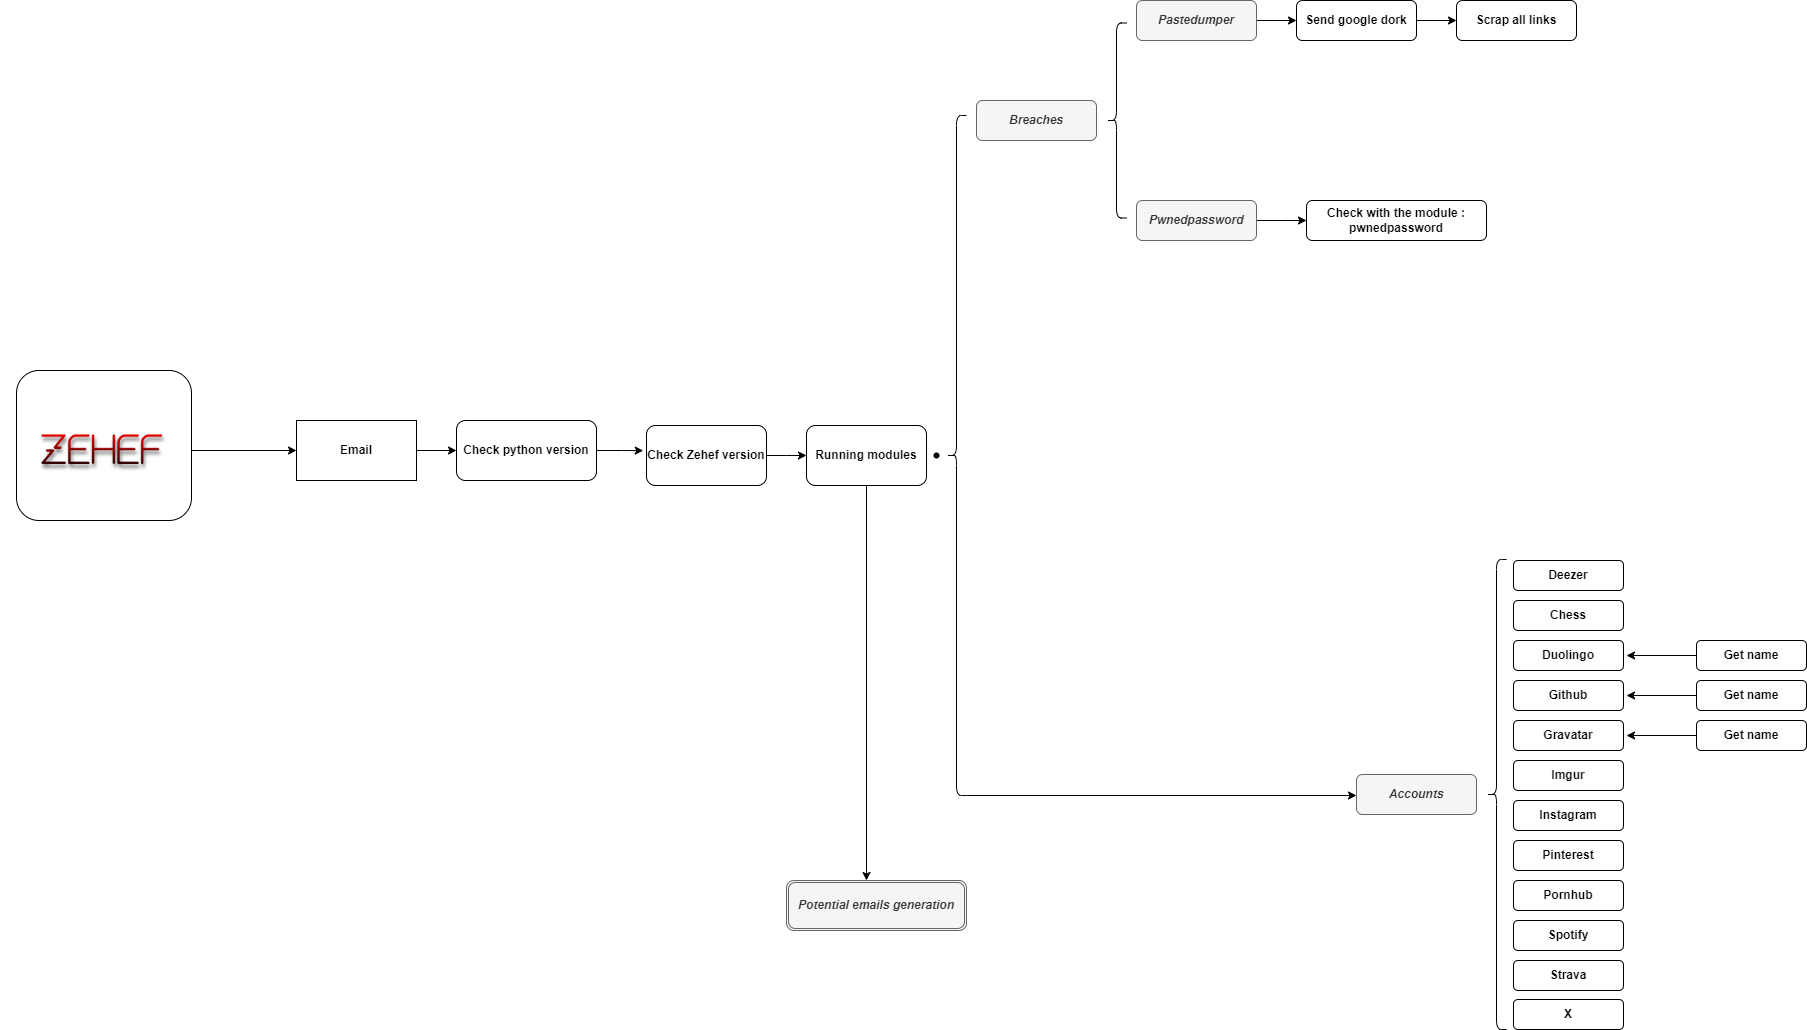 Pastedumper
Send google dork
Scrap all links
Breaches
Pwnedpassword
Check with the module :
pwnedpassword
ZEHEF
Email
Check python version
Check Zehef version
Running modules
Deezer
Chess
Duolingo
Get name
Github
Get name
Gravatar
Get name
Imgur
Accounts
Instagram
Pinterest
Pornhub
Potential emails generation
Spotify
Strava
X